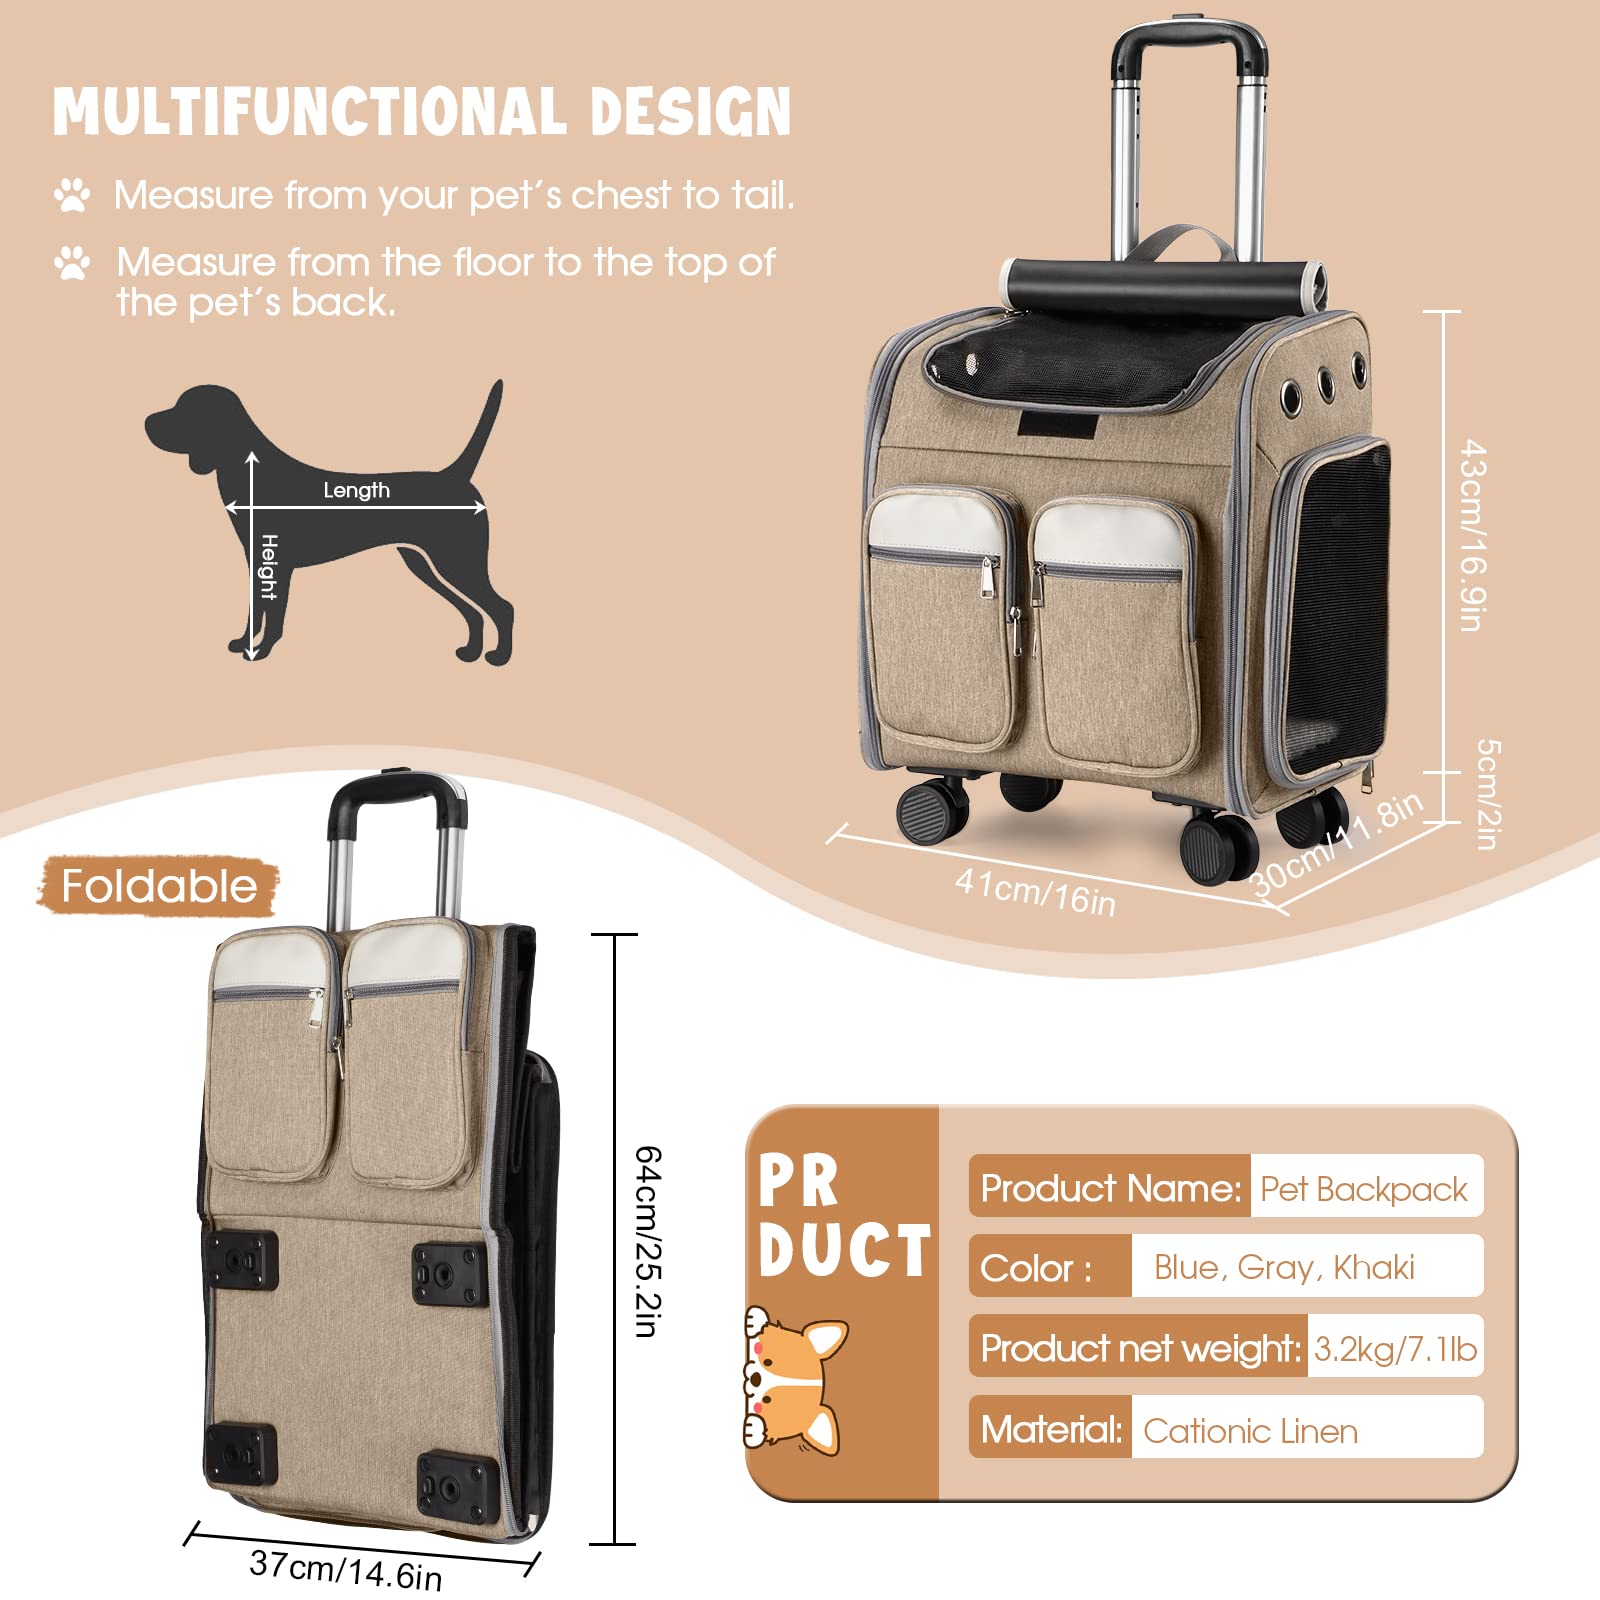 MULTIFUNCTIONAL DESIGN
Measure from your pet's chest to tail.
Measure from the floor to the top of
the pet's back.
Length
Height
43cm/16.9in
5cm/2in
30cm/11.8in
41cm/16in
Foldable
64cm/25.2in
37cm/14.6in
PR
DUCT
Product Name: Pet Backpack
Color : Blue, Gray, Khaki
Product net weight: 3.2kg/7.1lb
Material: Cationic Linen